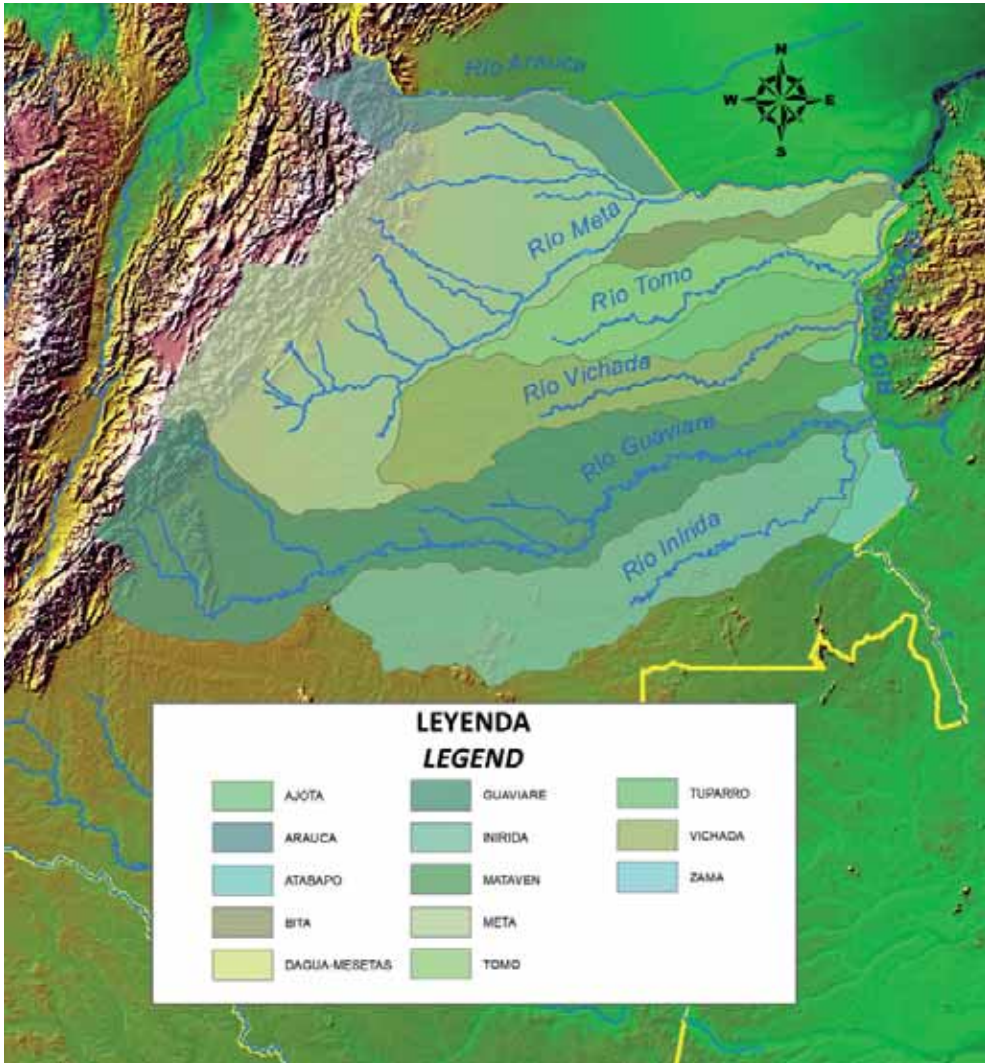 Río Arauca
N
W E
S
Río Meta
Río Tomo
Río Vichada
Río Guaviare
Río Inirida
LEYENDA
LEGEND
AJOTA
ARAUCA
ATABAPO
BITA
DAGUA-MESETAS
GUAVIARE
INIRIDA
MATAVEN
META
TOMO
TUPARRO
VICHADA
ZAMA